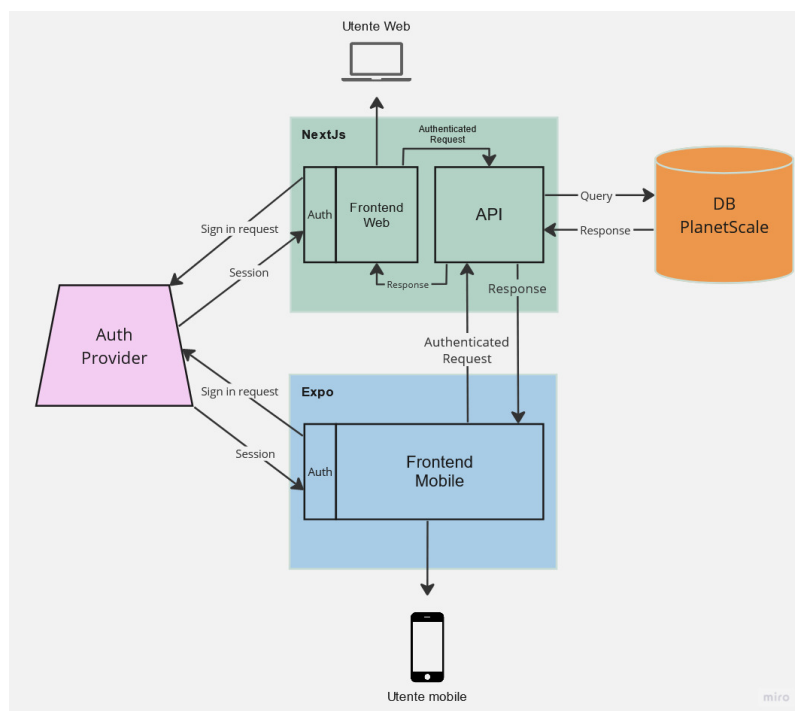 Utente Web
NextJs
Authenticated
Request
Auth
Frontend
Web
API
Query
Response
DB
PlanetScale
Sign in request
Session
Response
Response
Auth
Provider
Authenticated
Request
Sign in request
Session
Expo
Auth
Frontend
Mobile
Utente mobile
miro